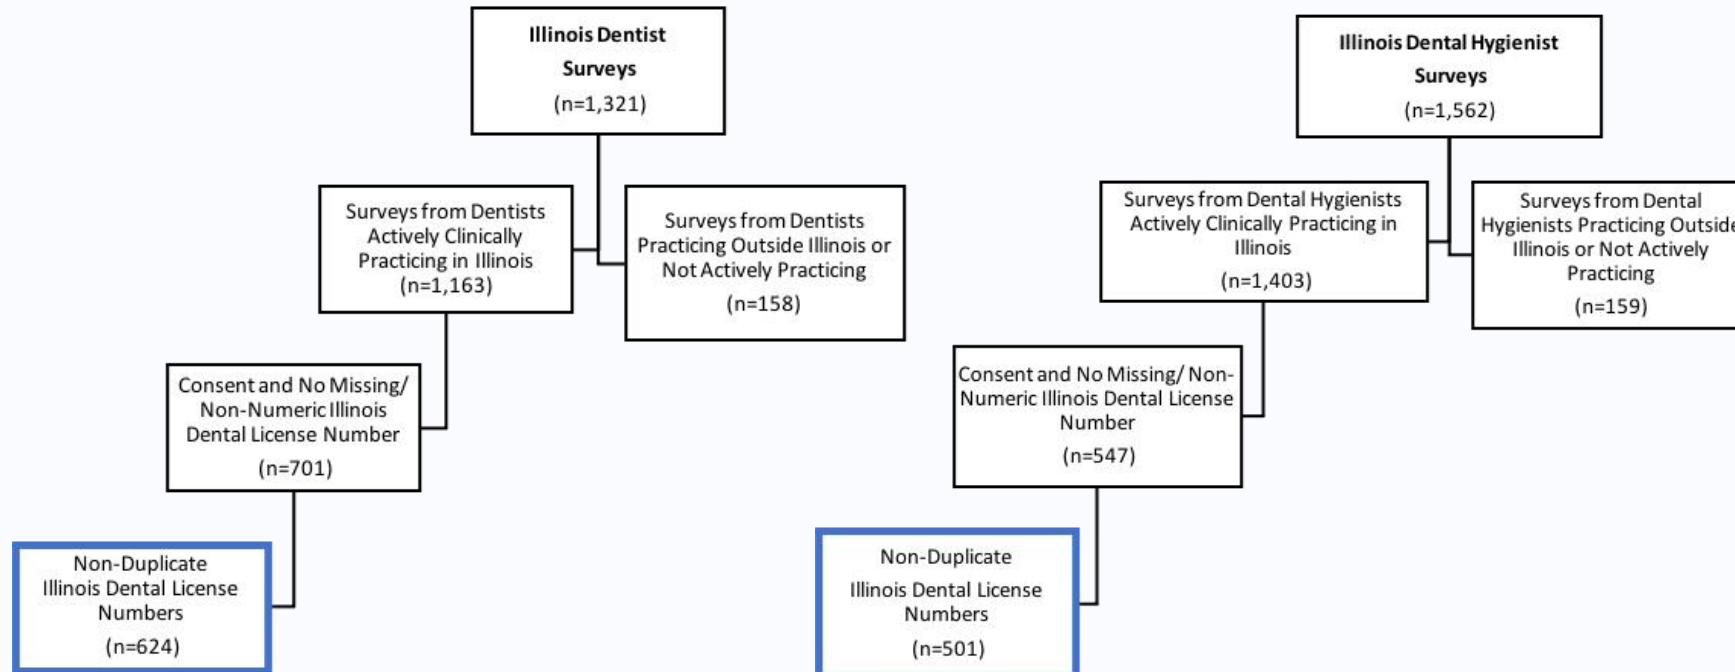 Illinois Dentist
Surveys
(n=1,321)
Surveys from Dentists
Actively Clinically
Practicing in Illinois
(n=1,163)
Surveys from Dentists
Practicing Outside Illinois or
Not Actively Practicing
(n=158)
Consent and No Missing/
Non-Numeric Illinois
Dental License Number
(n=701)
Non-Duplicate
Illinois Dental License
Numbers
(n=624)
Illinois Dental Hygienist
Surveys
(n=1,562)
Surveys from Dental Hygienists
Actively Clinically Practicing in
Illinois
(n=1,403)
Surveys from Dental
Hygienists Practicing Outside
Illinois or Not Actively
Practicing
(n=159)
Consent and No Missing/ Non-
Numeric Illinois Dental License
Number
(n=547)
Non-Duplicate
Illinois Dental License
Numbers
(n=501)